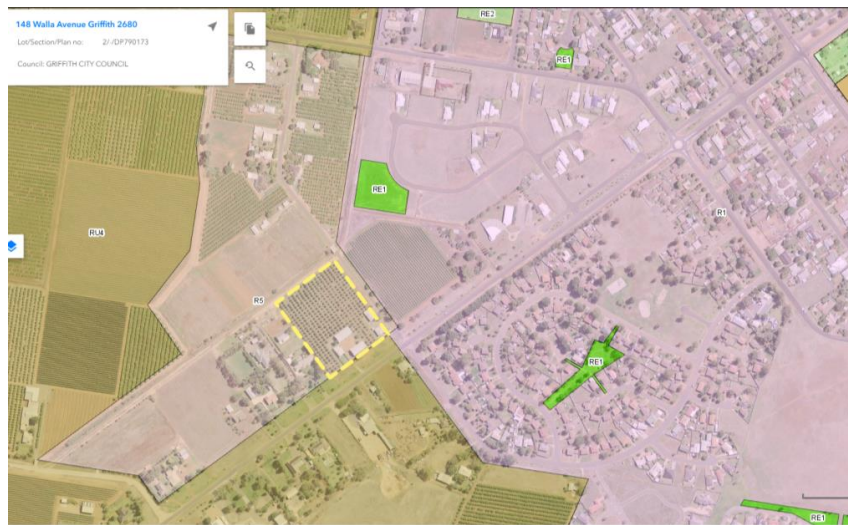 148 Walla Avenue Griffith 2680
Lot/Section/Plan no: 2/-/DP790173
Council: GRIFFITH CITY COUNCIL
RE2
RE1
RE1
RU4
R1
R5
RE1
RE1